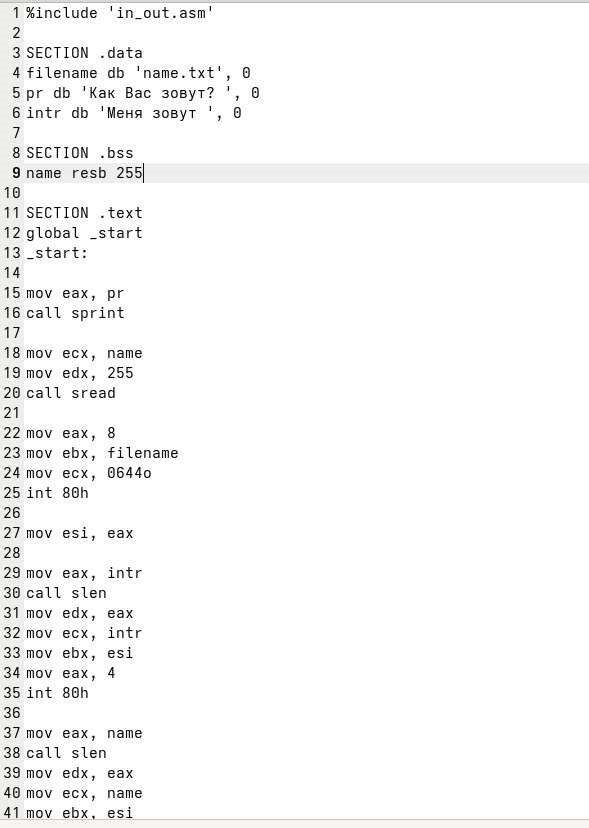 1 %include 'in_out.asm'
2
3 SECTION .data
4 filename db 'name.txt', 0
5 pr db 'Как Вас зовут? ', 0
6 intr db 'Меня зовут ', 0
7
8 SECTION .bss
9 name resb 255
10
11 SECTION .text
12 global _start
13 _start:
14
15 mov eax, pr
16 call sprint
17
18 mov ecx, name
19 mov edx, 255
20 call sread
21
22 mov eax, 8
23 mov ebx, filename
24 mov ecx, 0644o
25 int 80h
26
27 mov esi, eax
28
29 mov eax, intr
30 call slen
31 mov edx, eax
32 mov ecx, intr
33 mov ebx, esi
34 mov eax, 4
35 int 80h
36
37 mov eax, name
38 call slen
39 mov edx, eax
40 mov ecx, name
41 mov ebx, esi